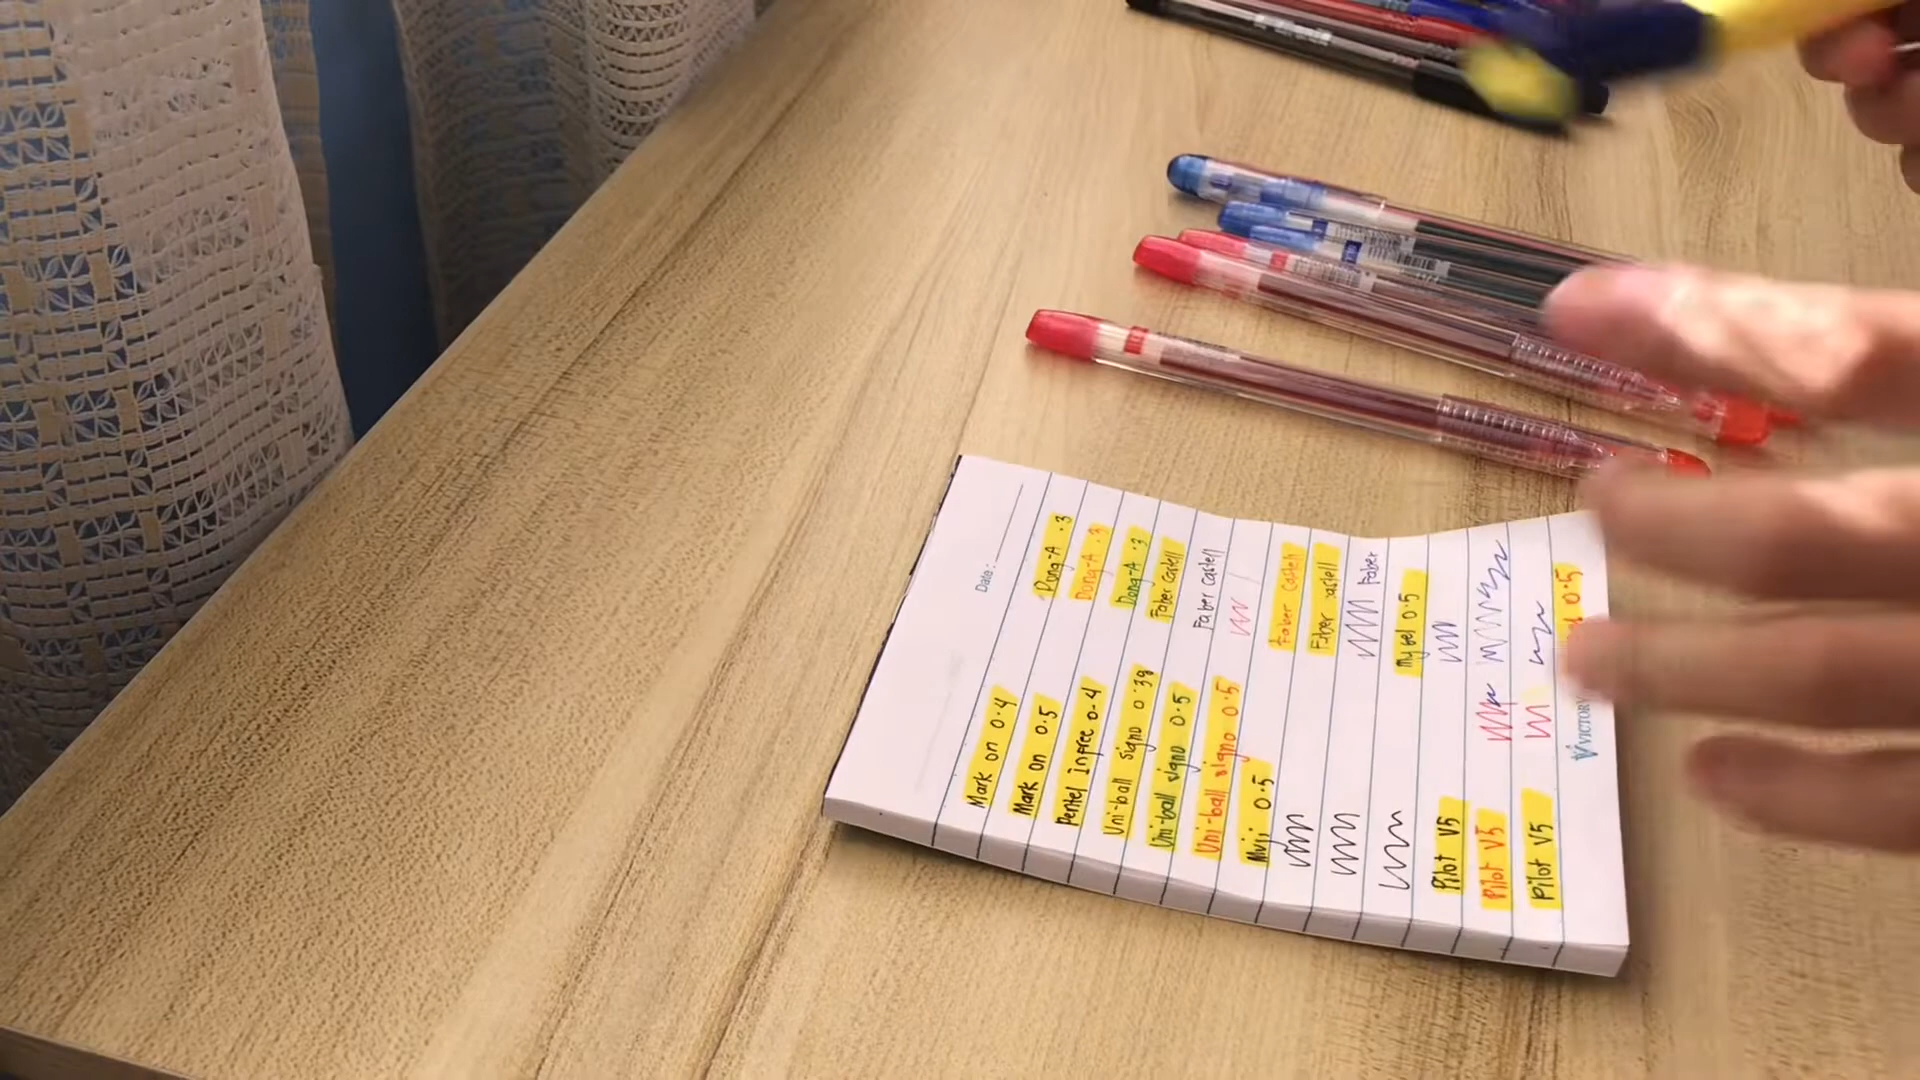 Date:
Mark on 0.4
Mark on 0.5
Pentel infree 0.4
Uni-ball signo 0.38
Uni-ball signo 0.5
Uni-ball signo 0.5
Muji 0.5
Pilot V5
Pilot V5
Pilot V5
Dong-A .3
Dong-A .3
Dong-A .3
Faber Castell
Faber Castell
Faber Castell
Faber Castell
Faber
My gel 0.5
0.5
VICTORY